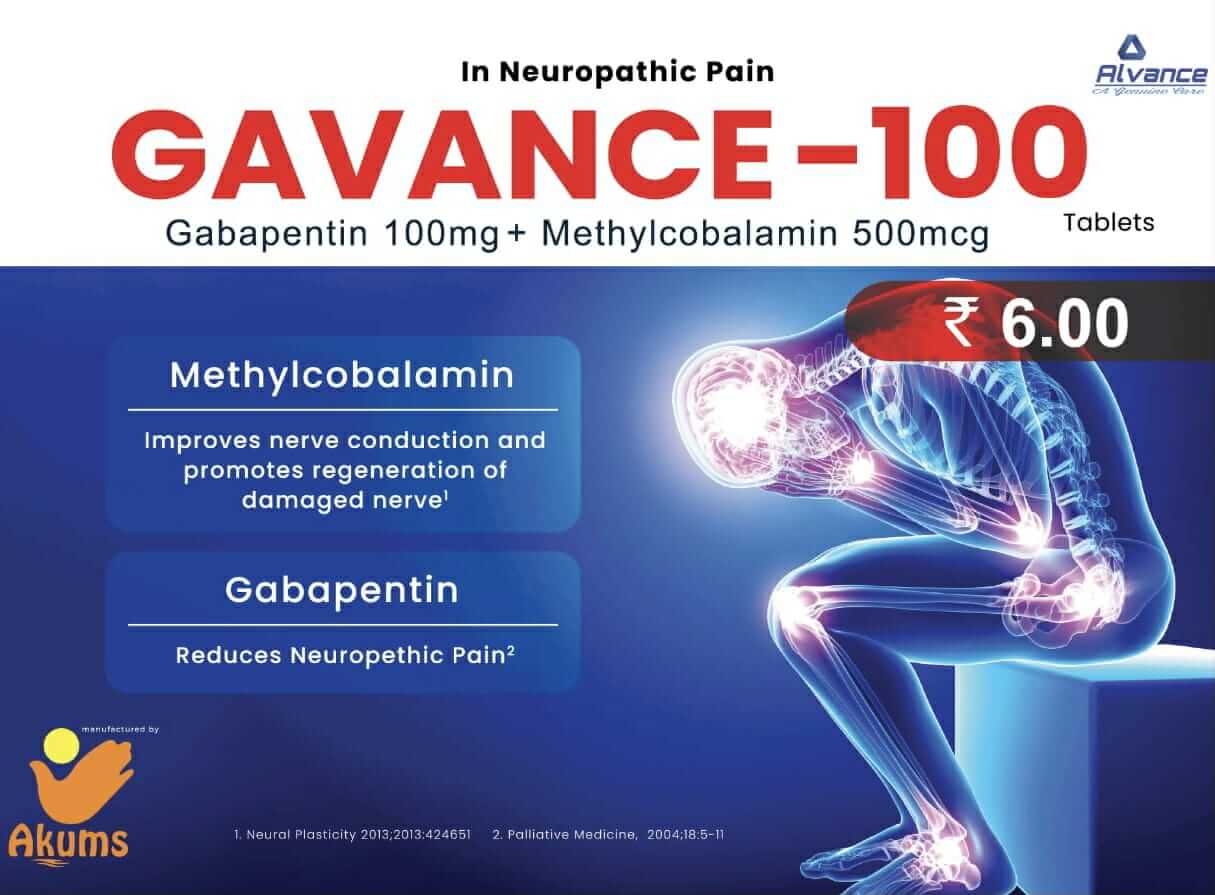 In Neuropathic Pain
Alvance
A Genuine Care
GAVANCE-100
Gabapentin 100mg + Methylcobalamin 500mcg
Tablets
₹ 6.00
Methylcobalamin
Improves nerve conduction and
promotes regeneration of
damaged nerve¹
Gabapentin
Reduces Neuropethic Pain²
manufactured by
Akums
1. Neural Plasticity 2013;2013:424651 2. Palliative Medicine, 2004;18:5-11